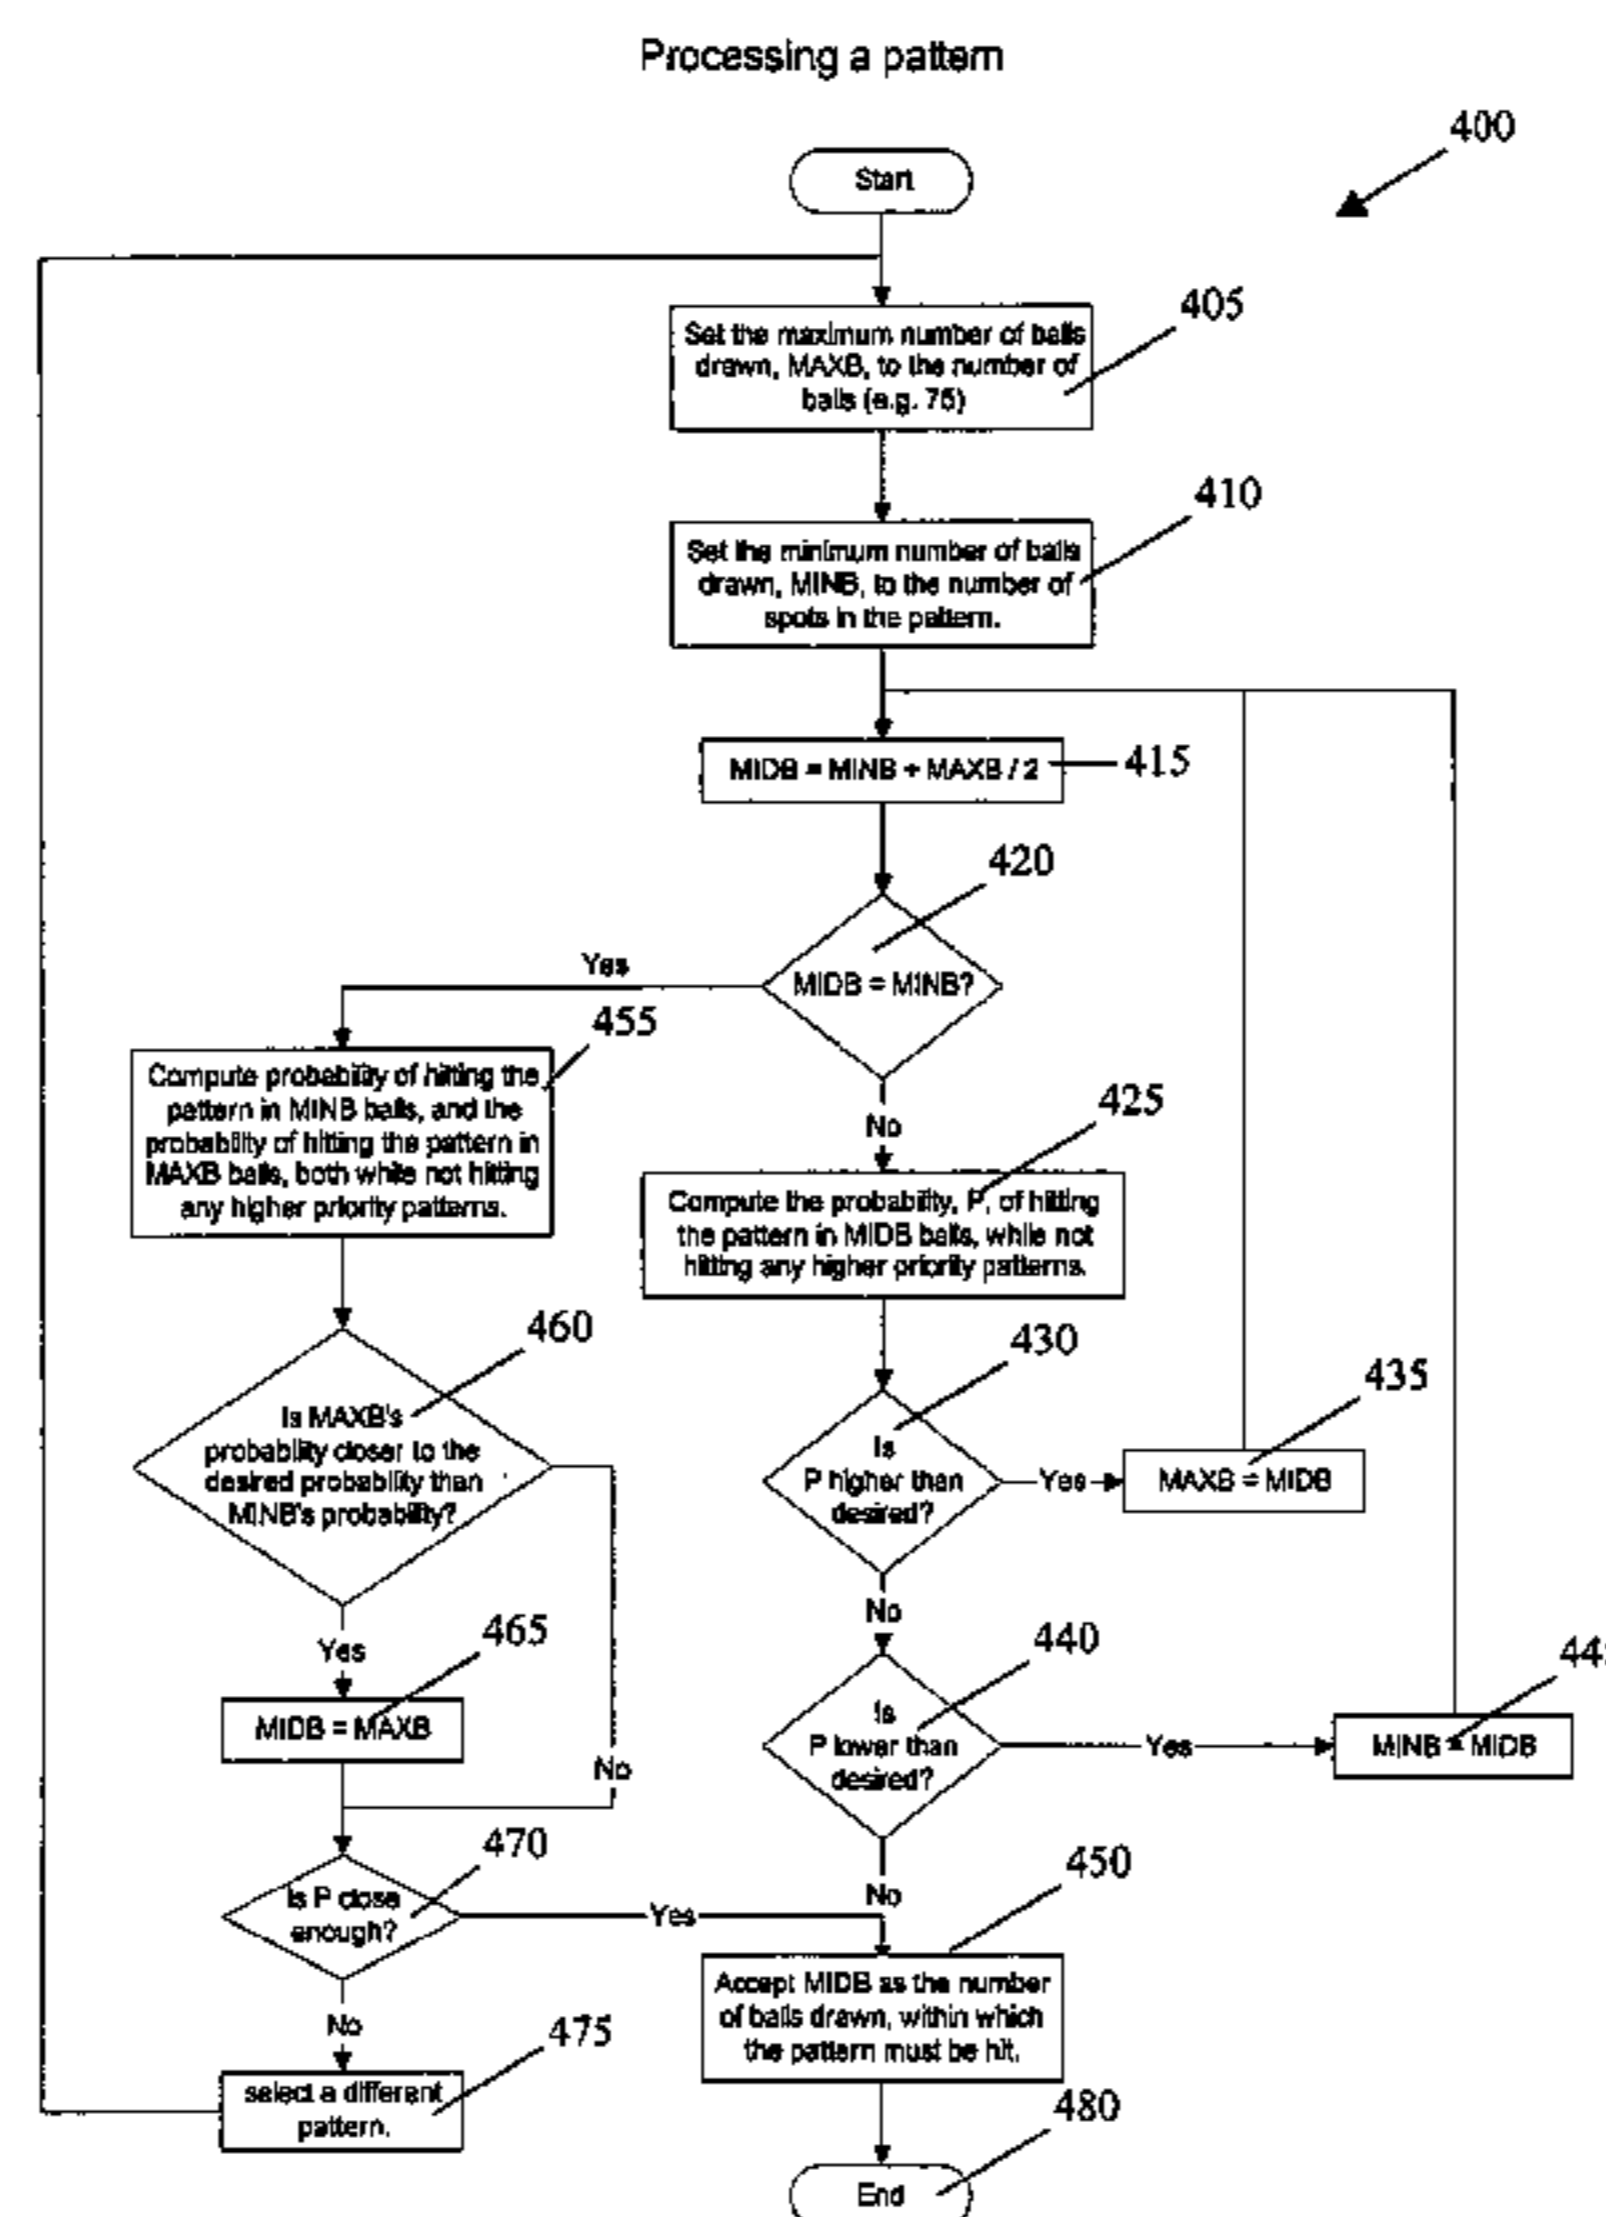 Processing a pattern
400
Start
405
Set the maximum number of balls
drawn, MAXB, to the number of
balls (e.g. 75)
410
Set the minimum number of balls
drawn, MINB, to the number of
spots in the pattern.
MIDB = MINB + MAXB / 2
415
420
Yes
MIDB = MINB?
455
Compute probability of hitting the
pattern in MINB balls, and the
probability of hitting the pattern in
MAXB balls, both while not hitting
any higher priority patterns.
No
425
Compute the probability, P, of hitting
the pattern in MIDB balls, while not
hitting any higher priority patterns.
460
430
435
Is MAXB's
probability closer to the
desired probability than
MINB's probability?
Is
P higher than
desired?
Yes
MAXB = MIDB
No
465
440
Yes
MIDB = MAXB
No
Is
P lower than
desired?
Yes
MINB = MIDB
470
450
Is P close
enough?
Yes
No
Accept MIDB as the number
of balls drawn, within which
the pattern must be hit.
No
475
select a different
pattern.
480
End